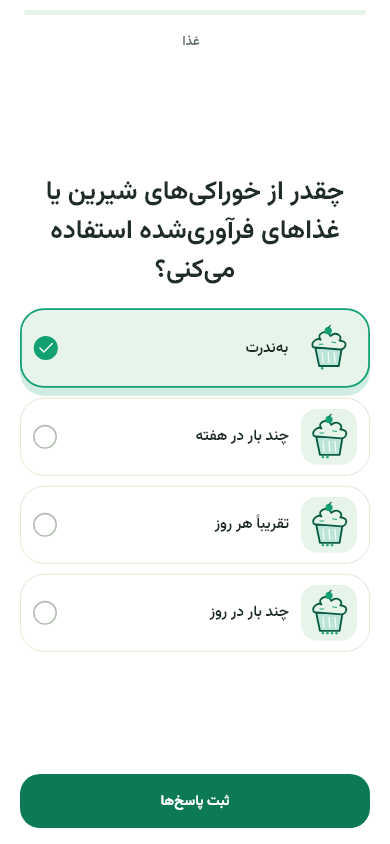 غذا
چقدر از خوراکی‌های شیرین یا
غذاهای فرآوری‌شده استفاده
می‌کنی؟
به‌ندرت
چند بار در هفته
تقریباً هر روز
چند بار در روز
ثبت پاسخ‌ها